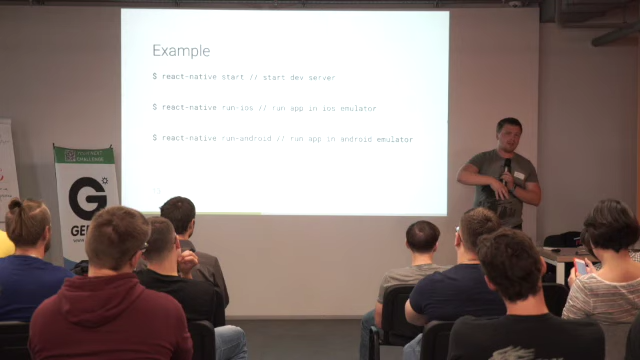 Example
$ react-native start // start dev server
$ react-native run-ios // run app in ios emulator
$ react-native run-android // run app in android emulator
CHALLENGE
G